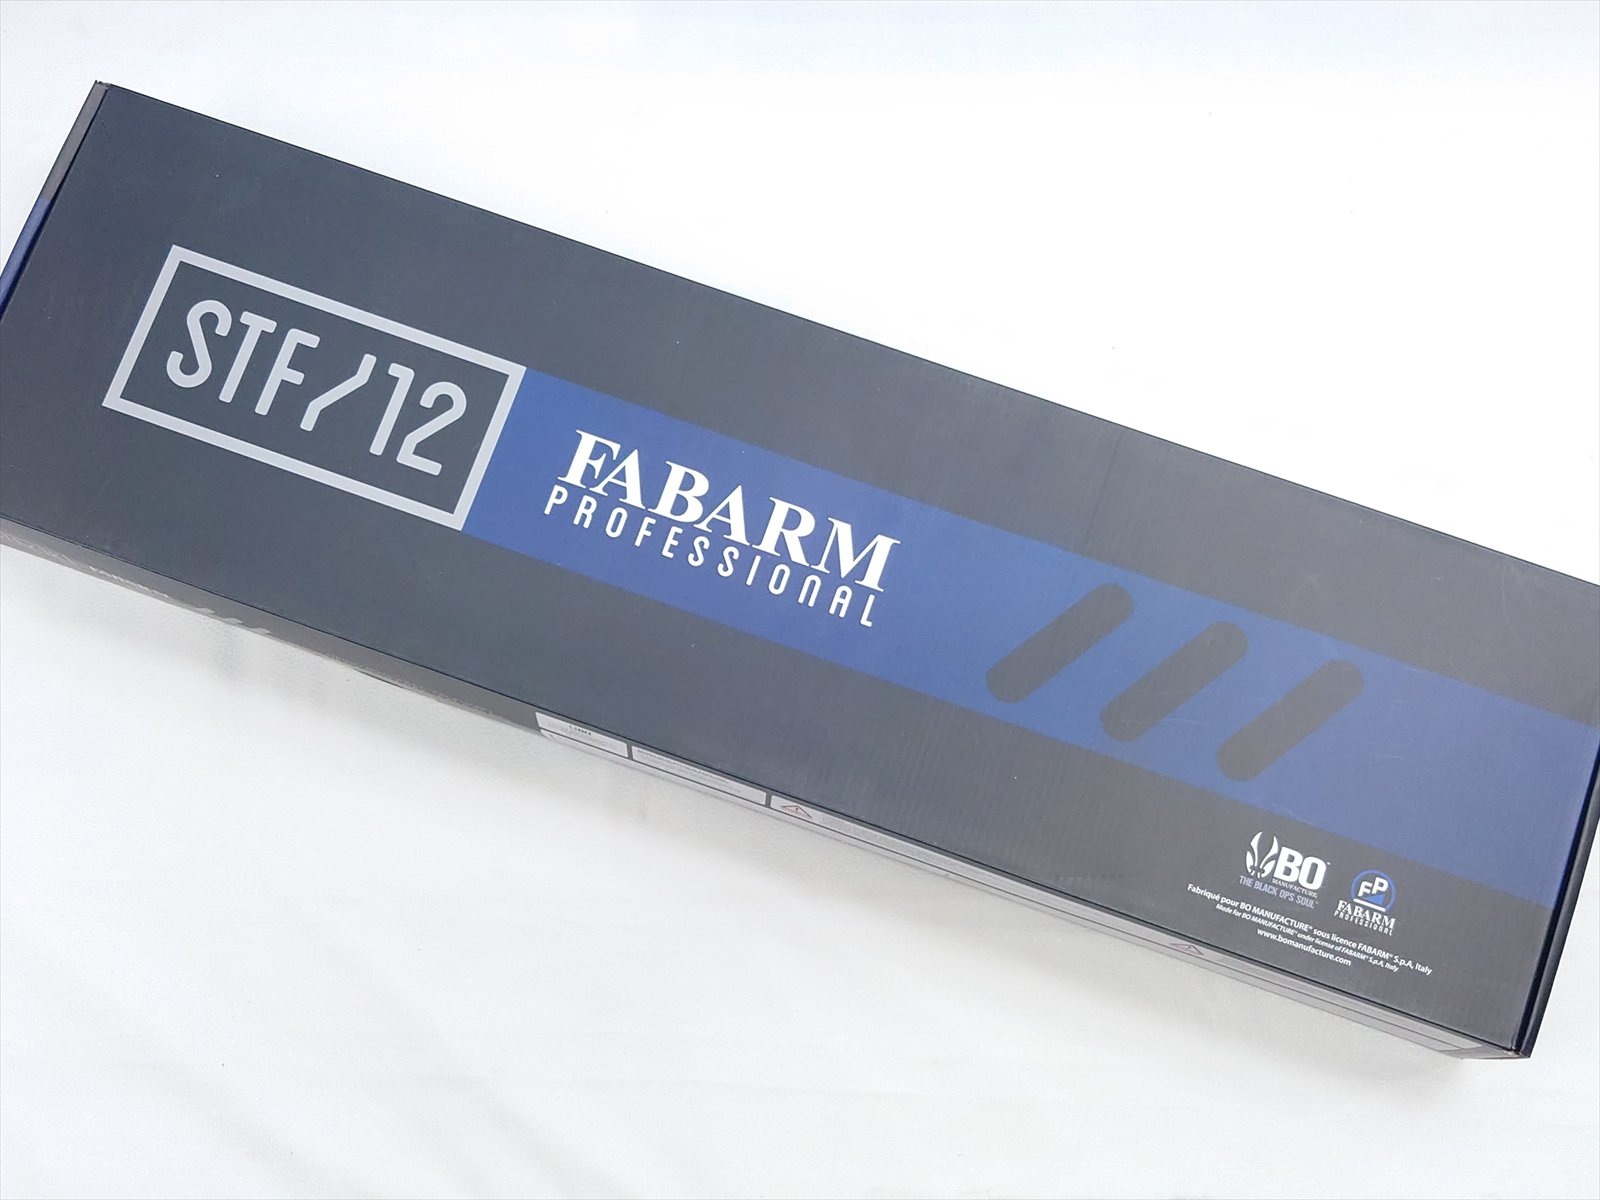 STF/12
FABARM
PROFESSIONAL
BO
MANUFACTURE
THE BLACK OPS SOUL™
FP
FABARM
PROFESSIONAL
Fabriqué pour BO MANUFACTURE® sous licence FABARM® S.p.A, Italy
Made for BO MANUFACTURE® under license of FABARM® S.p.A, Italy
www.bomanufacture.com